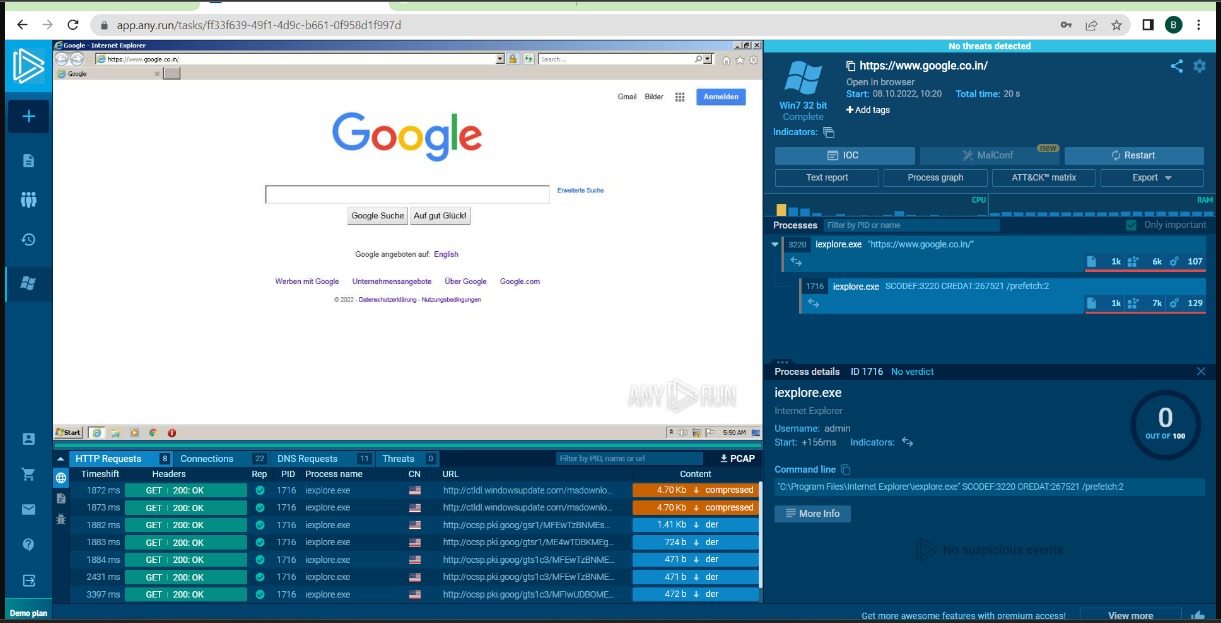 app.any.run/tasks/ff33f639-49f1-4d9c-b661-0f958d1f997d
B
Google - Internet Explorer
https://www.google.co.in/
Search...
Google
Gmail Bilder Anmelden
Google
Erweiterte Suche
Google Suche Auf gut Glück!
Google angeboten auf: English
Werben mit Google Unternehmensangebote Über Google Google.com
© 2022 - Datenschutzerklärung - Nutzungsbedingungen
ANY RUN
Start 5:50 AM
No threats detected
https://www.google.co.in/
Open in browser
Start: 08.10.2022, 10:20 Total time: 20 s
Win7 32 bit
Complete
+ Add tags
Indicators:
new
IOC MalConf Restart
Text report Process graph ATT&CK™ matrix Export
CPU RAM
Processes Filter by PID or name Only important
3220 iexplore.exe "https://www.google.co.in/"
1k 6k 107
1716 iexplore.exe SCODEF:3220 CREDAT:267521 /prefetch:2
1k 7k 129
Process details ID 1716 No verdict
iexplore.exe
Internet Explorer
Username: admin
Start: +156ms Indicators:
0
OUT OF 100
Command line
"C:\Program Files\Internet Explorer\iexplore.exe" SCODEF:3220 CREDAT:267521 /prefetch:2
More Info
No suspicious events
HTTP Requests 8 Connections 22 DNS Requests 11 Threats 0 Filter by PID, name or url PCAP
Timeshift Headers Rep PID Process name CN URL Content
1872 ms GET | 200: OK 1716 iexplore.exe http://ctldl.windowsupdate.com/msdownlo... 4.70 Kb compressed
1873 ms GET | 200: OK 1716 iexplore.exe http://ctldl.windowsupdate.com/msdownlo... 4.70 Kb compressed
1882 ms GET | 200: OK 1716 iexplore.exe http://ocsp.pki.goog/gsr1/MFEwTzBNMEs... 1.41 Kb der
1883 ms GET | 200: OK 1716 iexplore.exe http://ocsp.pki.goog/gtsr1/ME4wTDBKMEg... 724 b der
1884 ms GET | 200: OK 1716 iexplore.exe http://ocsp.pki.goog/gts1c3/MFEwTzBNME... 471 b der
2431 ms GET | 200: OK 1716 iexplore.exe http://ocsp.pki.goog/gts1c3/MFEwTzBNME... 471 b der
3397 ms GET | 200: OK 1716 iexplore.exe http://ocsp.pki.goog/gts1c3/MFIwUDBOME... 472 b der
Demo plan
Get more awesome features with premium access! View more